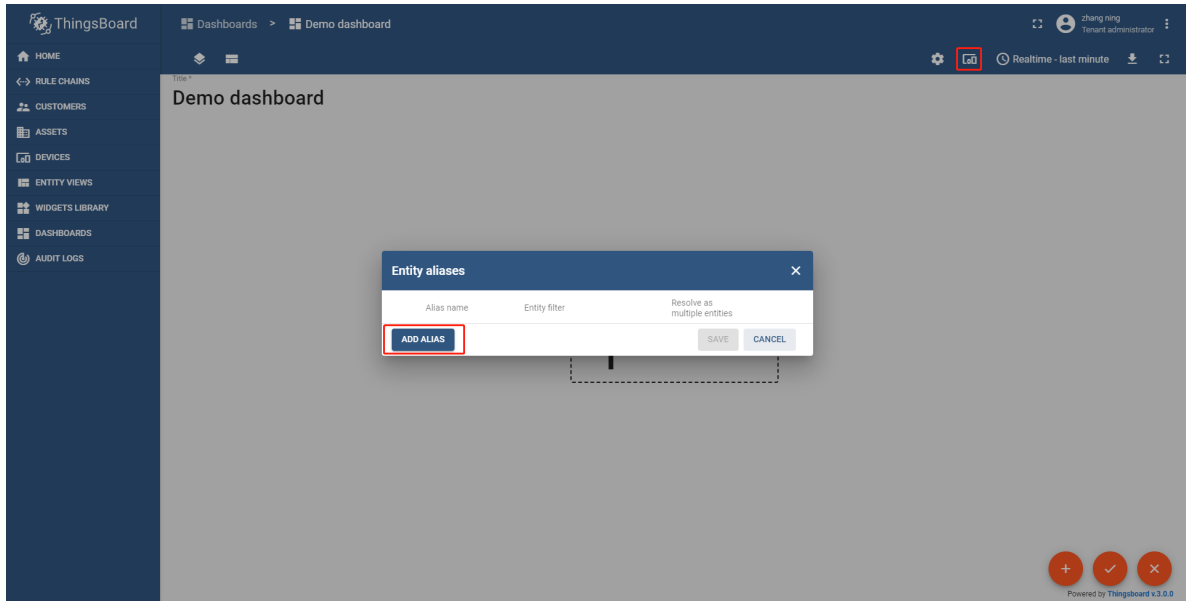 ThingsBoard
Dashboards > Demo dashboard
zhang ning
Tenant administrator
HOME
RULE CHAINS
CUSTOMERS
ASSETS
DEVICES
ENTITY VIEWS
WIDGETS LIBRARY
DASHBOARDS
AUDIT LOGS
Realtime - last minute
Title *
Demo dashboard
Entity aliases
Alias name
Entity filter
Resolve as
multiple entities
ADD ALIAS
SAVE
CANCEL
Powered by Thingsboard v.3.0.0